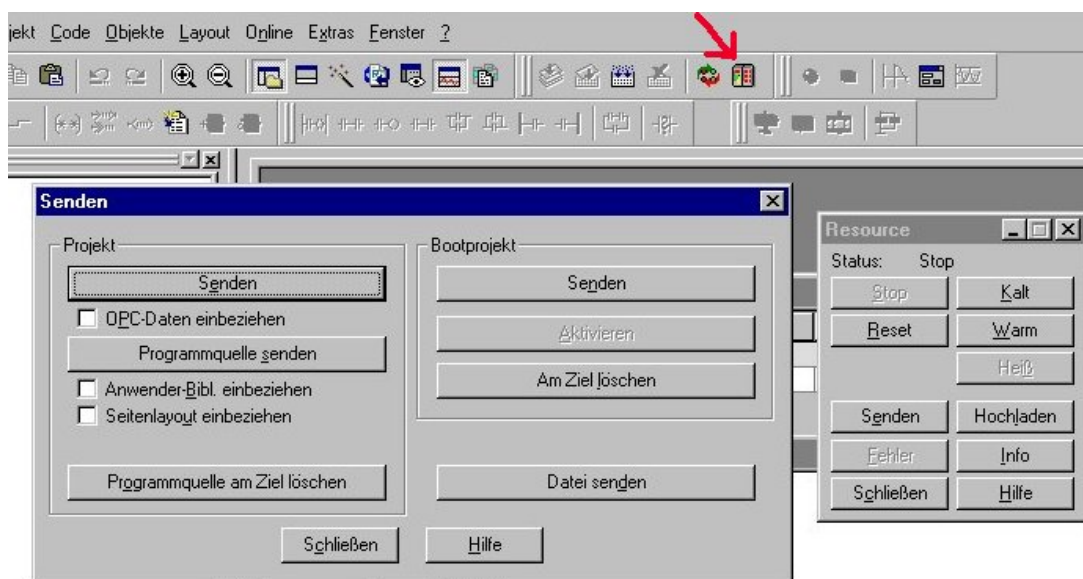 jekt Code Objekte Layout Online Extras Fenster ?
Senden
Projekt
Senden
OPC-Daten einbeziehen
Programmquelle senden
Anwender-Bibl. einbeziehen
Seitenlayout einbeziehen
Programmquelle am Ziel löschen
Bootprojekt
Senden
Aktivieren
Am Ziel löschen
Datei senden
Schließen Hilfe
Resource
Status: Stop
Stop Kalt
Reset Warm
Heiß
Senden Hochladen
Fehler Info
Schließen Hilfe